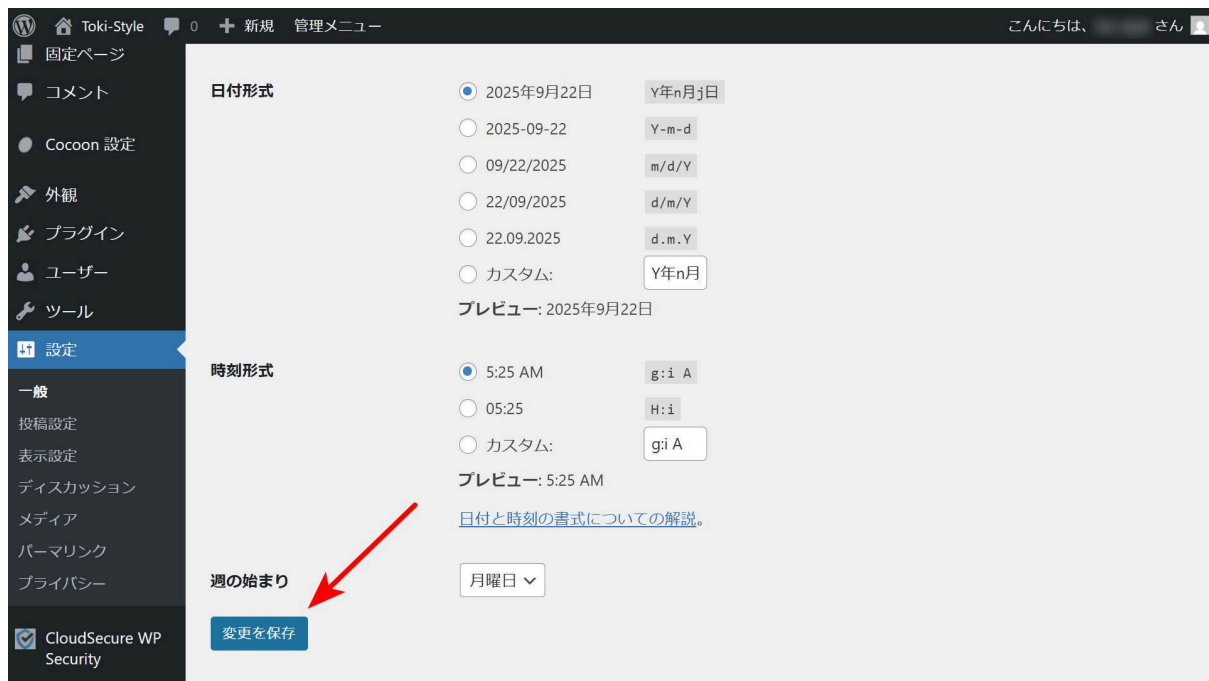 Toki-Style 0 新規 管理メニュー こんにちは、 さん
固定ページ
コメント
Cocoon 設定
外観
プラグイン
ユーザー
ツール
設定
一般
投稿設定
表示設定
ディスカッション
メディア
パーマリンク
プライバシー
CloudSecure WP
Security
日付形式
2025年9月22日 Y年n月j日
2025-09-22 Y-m-d
09/22/2025 m/d/Y
22/09/2025 d/m/Y
22.09.2025 d.m.Y
カスタム: Y年n月
プレビュー: 2025年9月22日
時刻形式
5:25 AM g:i A
05:25 H:i
カスタム: g:i A
プレビュー: 5:25 AM
日付と時刻の書式についての解説。
週の始まり 月曜日
変更を保存